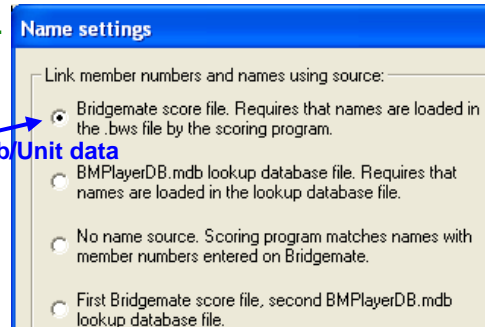 Name settings
Link member numbers and names using source:
Bridgemate score file. Requires that names are loaded in
the .bws file by the scoring program.
/Unit data
BMPlayerDB.mdb lookup database file. Requires that
names are loaded in the lookup database file.
No name source. Scoring program matches names with
member numbers entered on Bridgemate.
First Bridgemate score file, second BMPlayerDB.mdb
lookup database file.